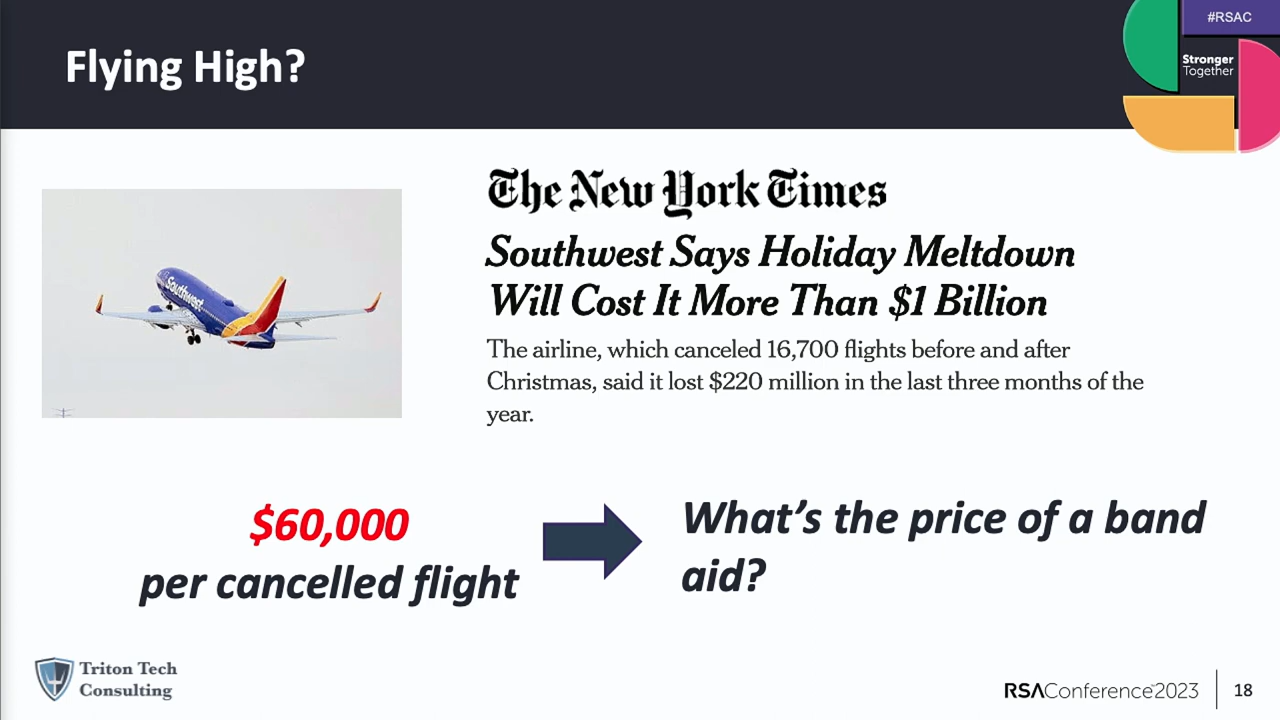 Flying High?
#RSAC
Stronger
Together
Southwest
The New York Times
Southwest Says Holiday Meltdown
Will Cost It More Than $1 Billion
The airline, which canceled 16,700 flights before and after
Christmas, said it lost $220 million in the last three months of the
year.
$60,000
per cancelled flight
What’s the price of a band
aid?
Triton Tech
Consulting
RSAConference™2023
18